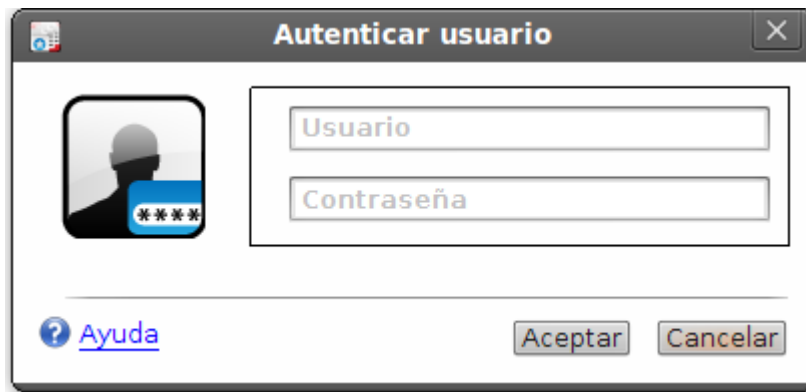 Autenticar usuario
Usuario
Contraseña
****
Ayuda
Aceptar Cancelar